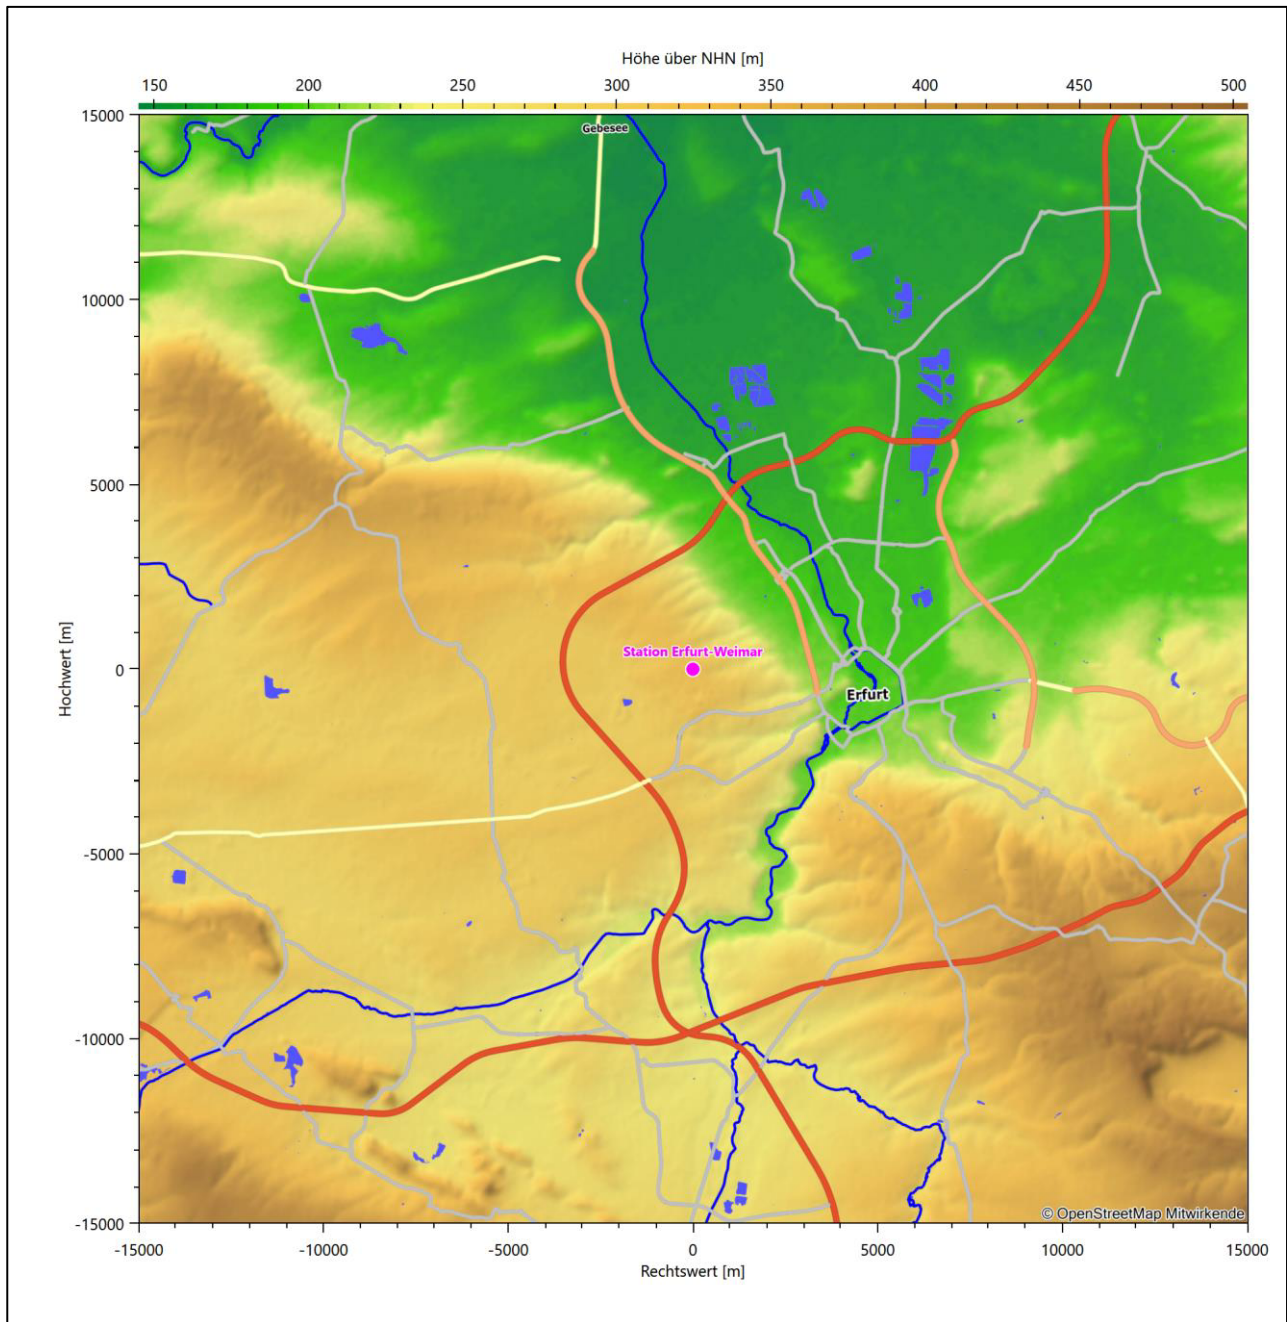 Höhe über NHN [m]
150 200 250 300 350 400 450 500
15000
Gebesee
10000
5000
Hochwert [m]
0
Station Erfurt-Weimar
Erfurt
-5000
-10000
-15000
© OpenStreetMap Mitwirkende
-15000 -10000 -5000 0 5000 10000 15000
Rechtswert [m]